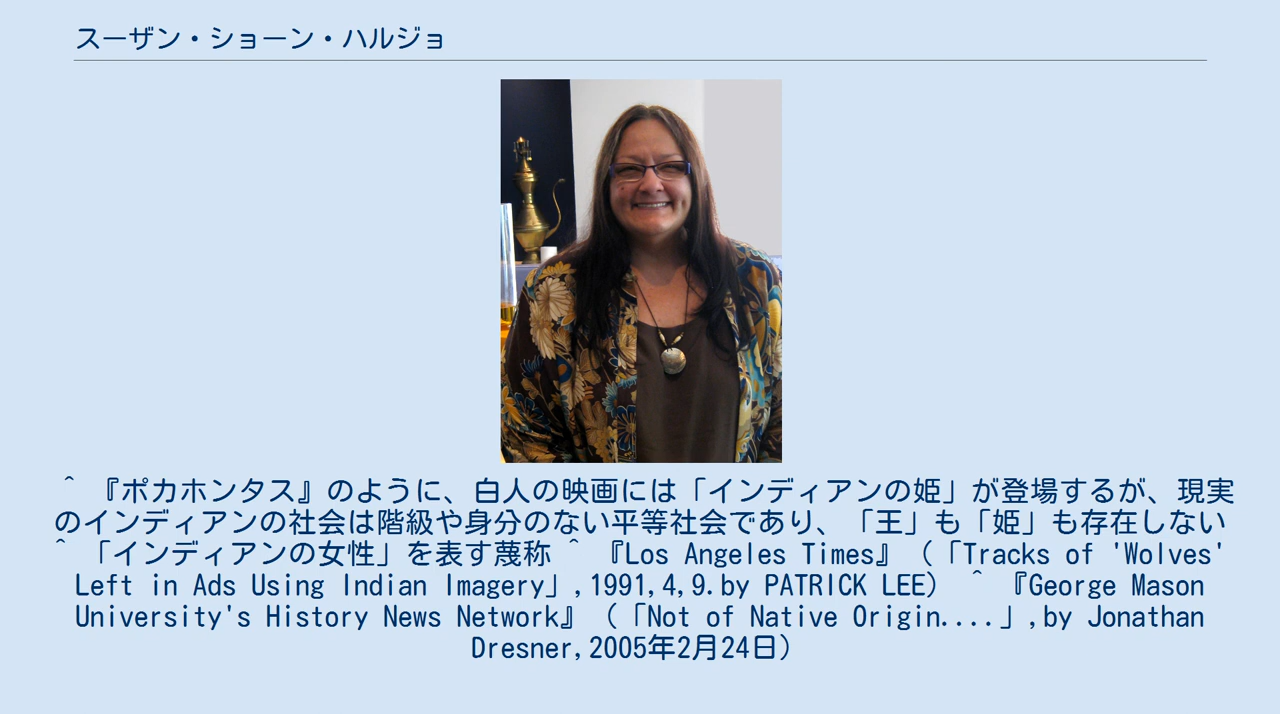 スーザン・ショーン・ハルジョ
^ 『ポカホンタス』のように、白人の映画には「インディアンの姫」が登場するが、現実
のインディアンの社会は階級や身分のない平等社会であり、「王」も「姫」も存在しない
^ 「インディアンの女性」を表す蔑称 ^ 『Los Angeles Times』（「Tracks of 'Wolves'
Left in Ads Using Indian Imagery」,1991,4,9.by PATRICK LEE） ^ 『George Mason
University's History News Network』（「Not of Native Origin....」,by Jonathan
Dresner,2005年2月24日）